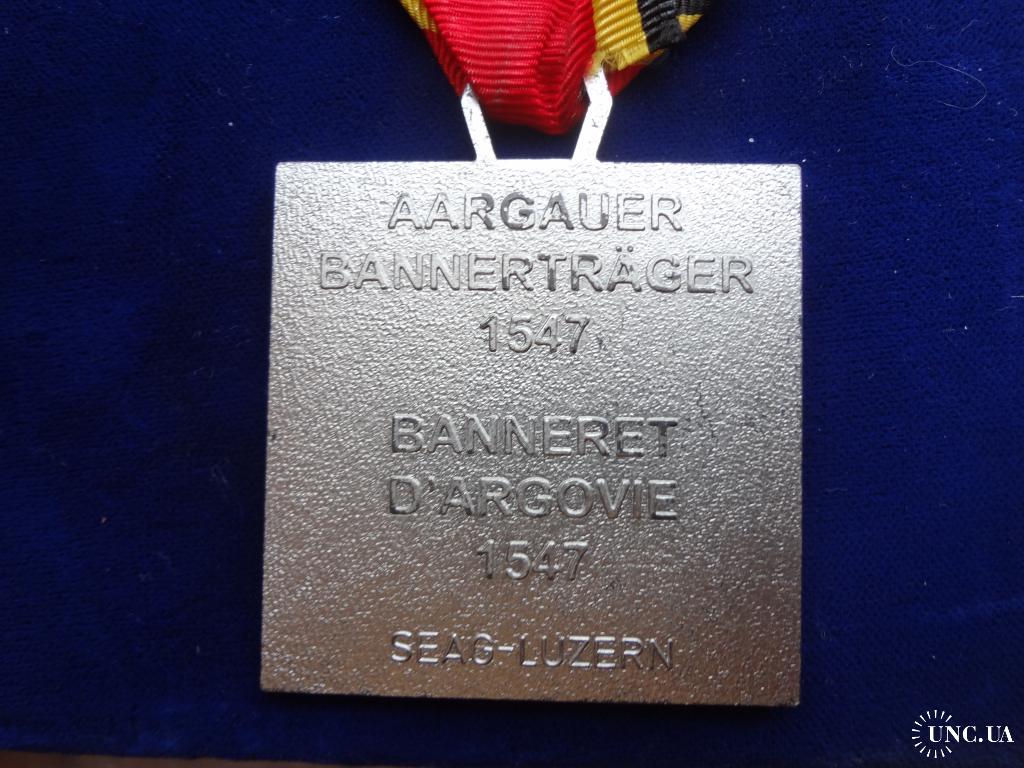 AARGAUER
BANNERTRÄGER
1547
BANNERET
D'ARGOVIE
1547
SEAG-LUZERN
UNC.UA